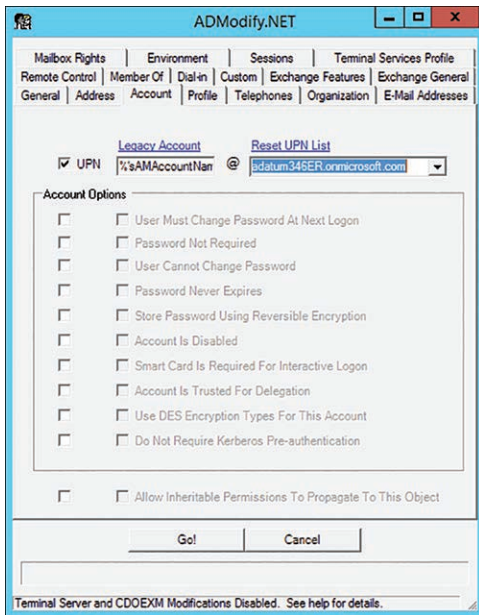 ADModify.NET
Mailbox Rights Environment Sessions Terminal Services Profile
Remote Control Member Of Dial-in Custom Exchange Features Exchange General
General Address Account Profile Telephones Organization E-Mail Addresses
Legacy Account Reset UPN List
UPN %'sAMAccountNam @ adatum346ER.onmicrosoft.com
Account Options
User Must Change Password At Next Logon
Password Not Required
User Cannot Change Password
Password Never Expires
Store Password Using Reversible Encryption
Account Is Disabled
Smart Card Is Required For Interactive Logon
Account Is Trusted For Delegation
Use DES Encryption Types For This Account
Do Not Require Kerberos Pre-authentication
Allow Inheritable Permissions To Propagate To This Object
Go! Cancel
Terminal Server and CDOEXM Modifications Disabled. See help for details.